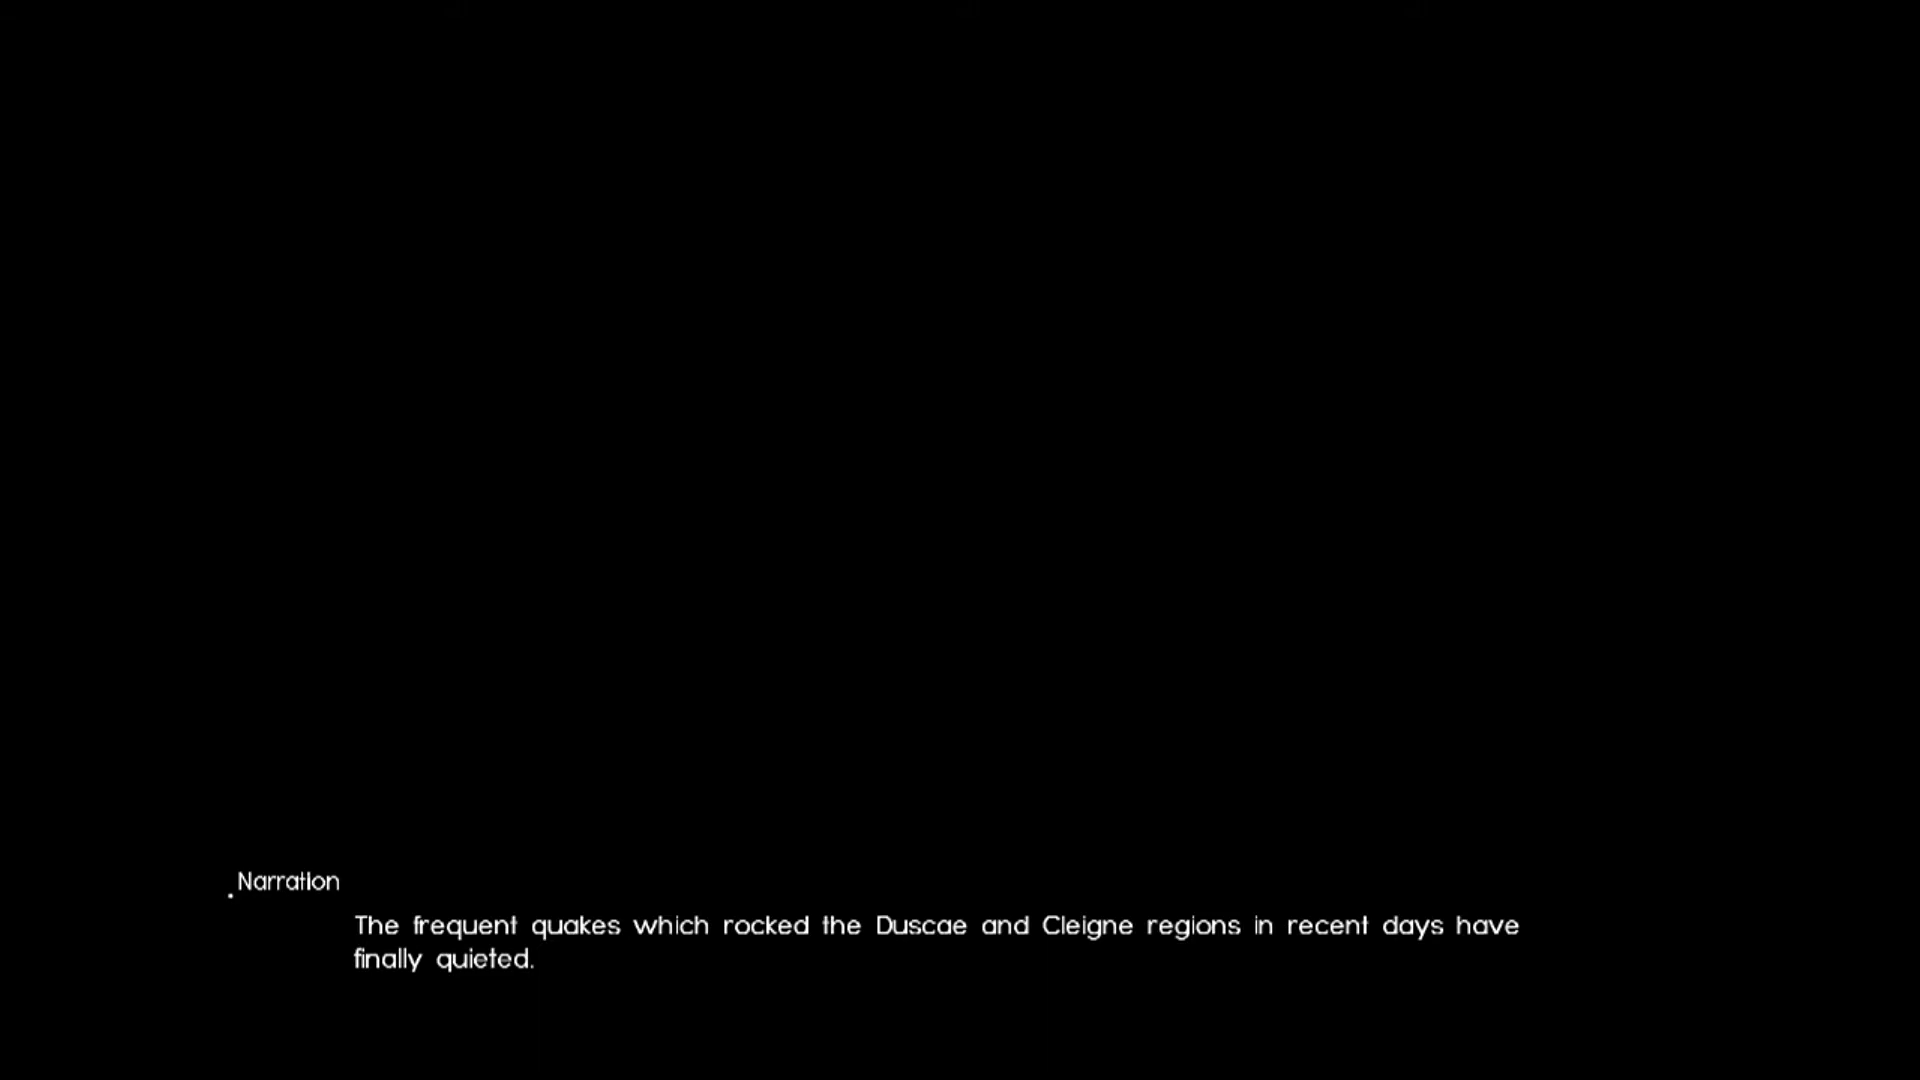 Narration
The frequent quakes which rocked the Duscae and Cleigne regions in recent days have
finally quieted.